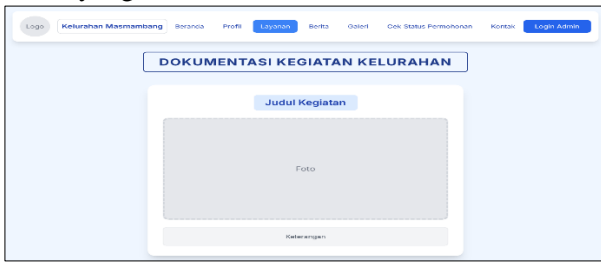 Logo Kelurahan Masmambang Beranda Profil Layanan Berita Galeri Cek Status Permohonan Kontak Login Admin
DOKUMENTASI KEGIATAN KELURAHAN
Judul Kegiatan
Foto
Keterangan